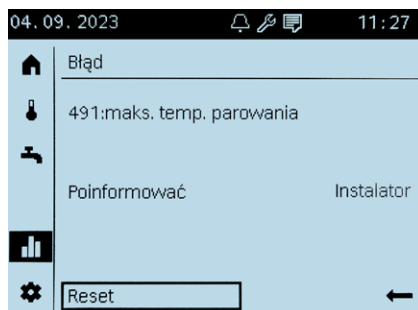 04. 09. 2023 11:27
Błąd
491:maks. temp. parowania
Poinformować Instalator
Reset